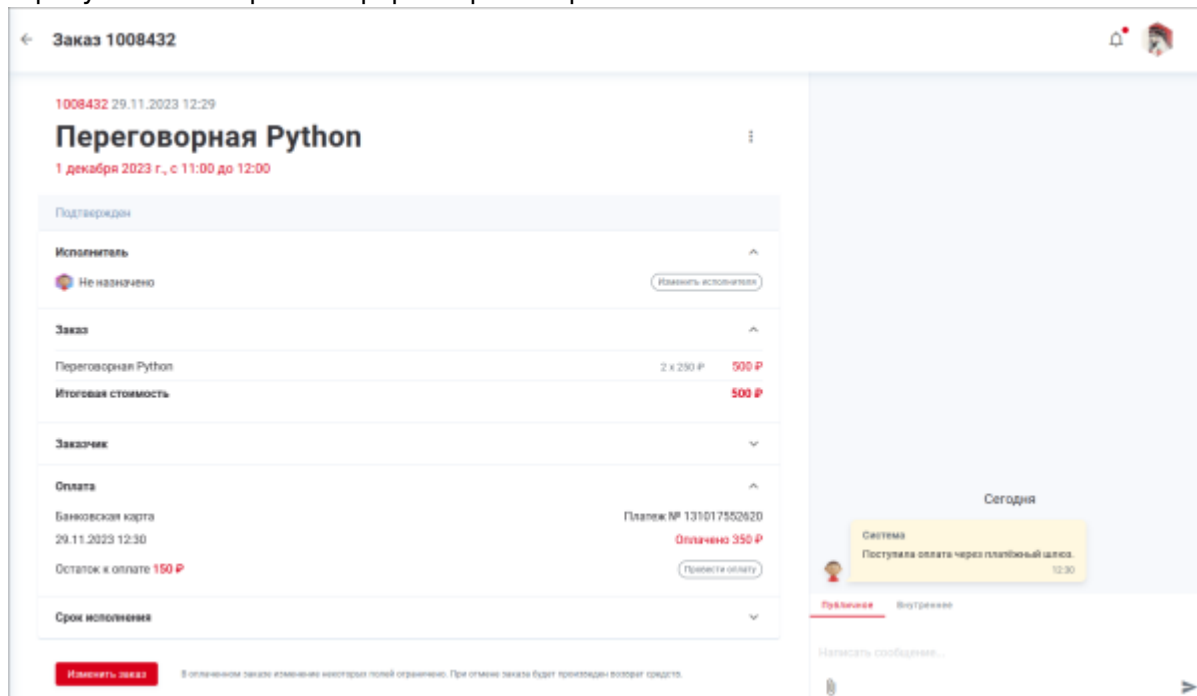 Заказ 1008432
1008432 29.11.2023 12:29
Переговорная Python
1 декабря 2023 г., с 11:00 до 12:00
Подтвержден
Исполнитель
Не назначено
Изменить исполнителя
Заказ
Переговорная Python 2 x 250 ₽ 500 ₽
Итоговая стоимость 500 ₽
Заказчик
Оплата
Банковская карта Платеж № 131017552620
29.11.2023 12:30 Оплачено 350 ₽
Остаток к оплате 150 ₽ Провести оплату
Срок исполнения
Изменить заказ В оплаченном заказе изменение некоторых полей ограничено. При отмене заказа будет произведен возврат средств.
Сегодня
Система
Поступила оплата через платёжный шлюз.
12:30
Публичное Внутреннее
Написать сообщение...